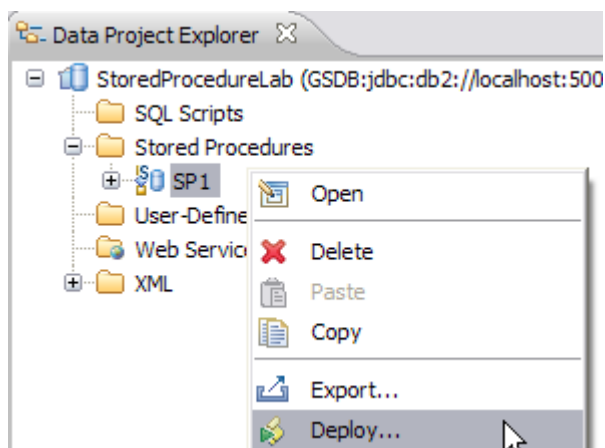 Data Project Explorer
StoredProcedureLab (GSDB:jdbc:db2://localhost:500
SQL Scripts
Stored Procedures
SP1
Open
User-Define
Web Servic
Delete
XML
Paste
Copy
Export...
Deploy...